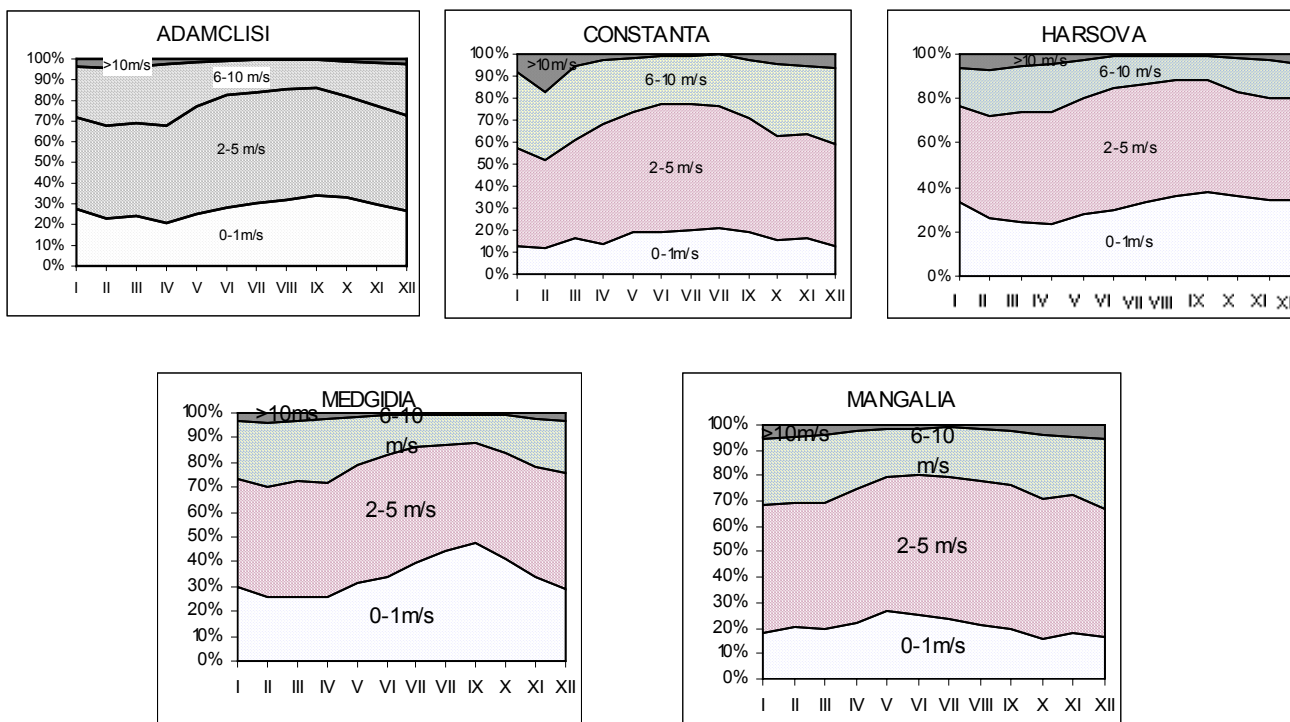 ADAMCLISI
100%
90%
80%
70%
60%
50%
40%
30%
20%
10%
0%
>10m/s
6-10 m/s
2-5 m/s
0-1m/s
I II III IV V VI VII VIII IX X XI XII
CONSTANTA
100%
90%
80%
70%
60%
50%
40%
30%
20%
10%
0%
>10m/s
6-10 m/s
2-5 m/s
0-1m/s
I II III IV V VI VII VII IX X XI XII
HARSOVA
100%
80%
60%
40%
20%
0%
>10 m/s
6-10 m/s
2-5 m/s
0-1m/s
I II III IV V VI VII VIII IX X XI XI
MEDGIDIA
100%
90%
80%
70%
60%
50%
40%
30%
20%
10%
0%
>10ms
6-10
m/s
2-5 m/s
0-1m/s
I II III IV V VI VII VII IX X XI XII
MANGALIA
100%
90%
80%
70%
60%
50%
40%
30%
20%
10%
0%
>10m/s
6-10
m/s
2-5 m/s
0-1m/s
I II III IV V VI VII VIII IX X XI XII